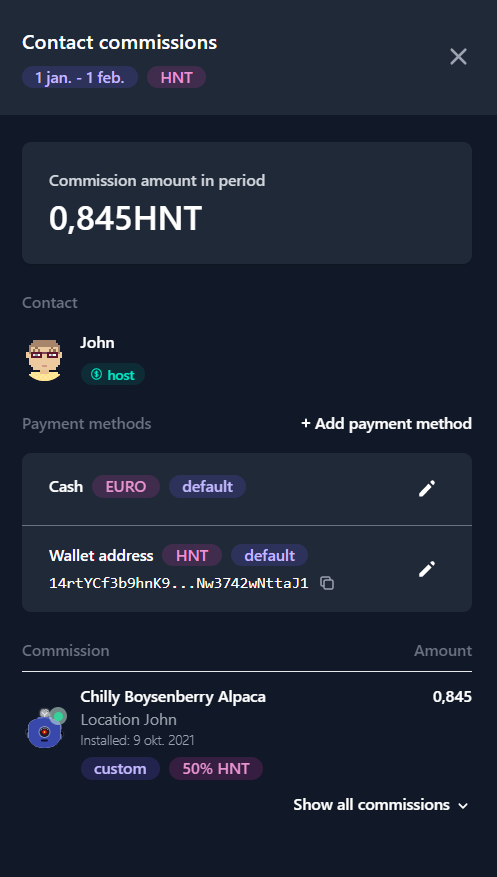 Contact commissions
1 jan. - 1 feb. HNT
Commission amount in period
0,845HNT
Contact
John
host
Payment methods + Add payment method
Cash EURO default
Wallet address HNT default
14rtYCf3b9hnK9...Nw3742wNttaJ1
Commission Amount
Chilly Boysenberry Alpaca 0,845
Location John
Installed: 9 okt. 2021
custom 50% HNT
Show all commissions